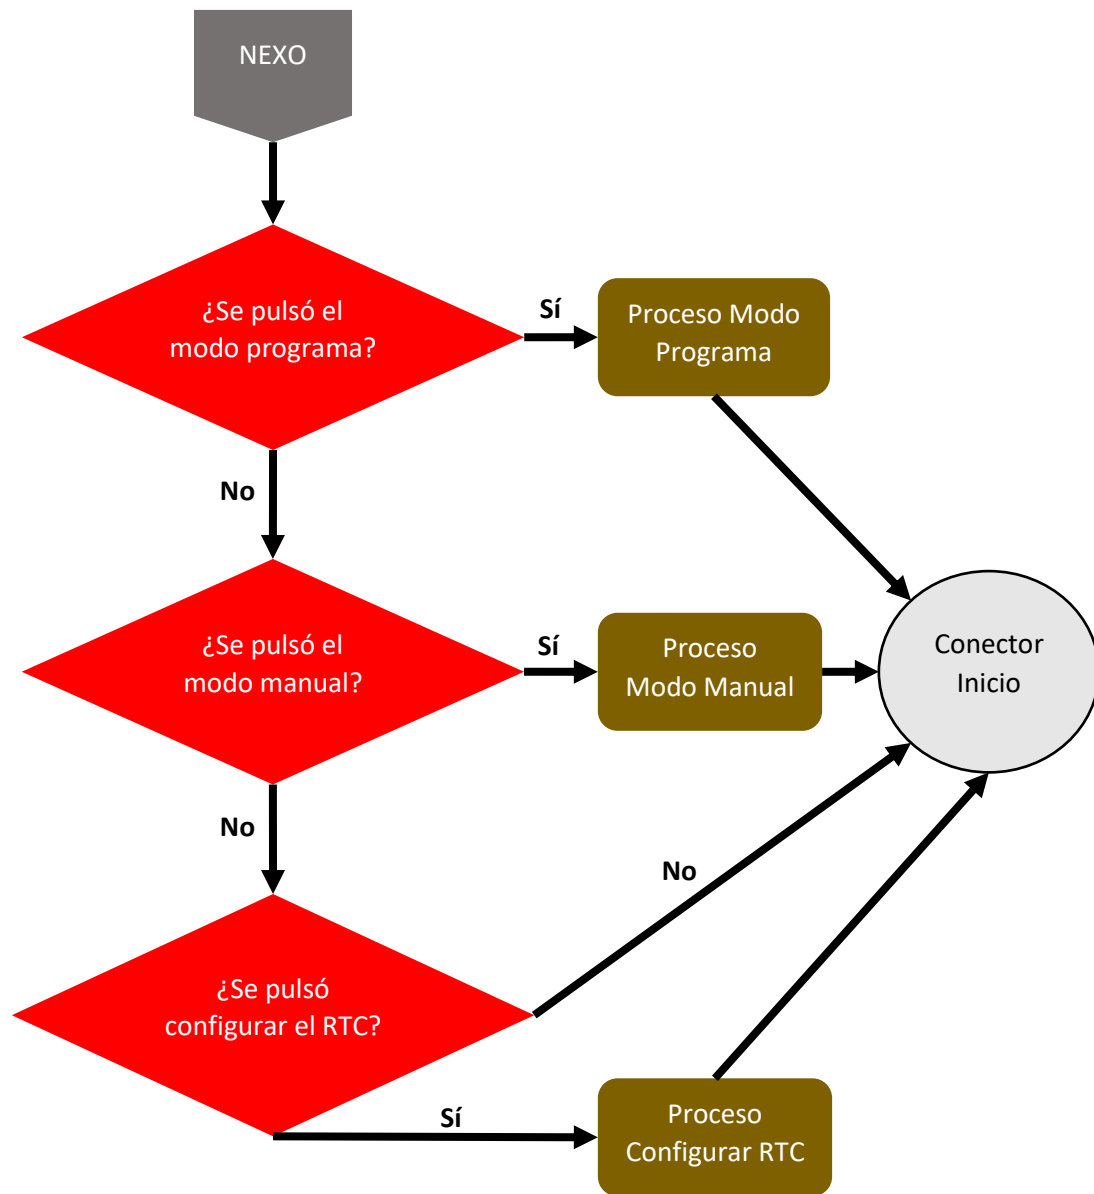 NEXO
¿Se pulsó el
modo programa?
Sí
Proceso Modo
Programa
No
¿Se pulsó el
modo manual?
Sí
Proceso
Modo Manual
Conector
Inicio
No
No
¿Se pulsó
configurar el RTC?
Sí
Proceso
Configurar RTC